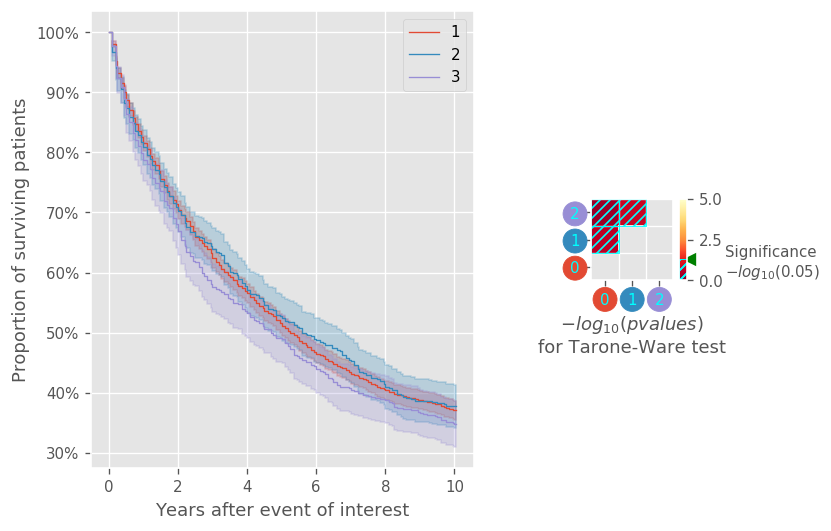 100%
90%
80%
70%
60%
50%
40%
30%
Proportion of surviving patients
0 2 4 6 8 10
Years after event of interest
1
2
3
2
1
0
0 1 2
5.0
2.5
0.0
Significance
−log10(0.05)
−log10(pvalues)
for Tarone-Ware test